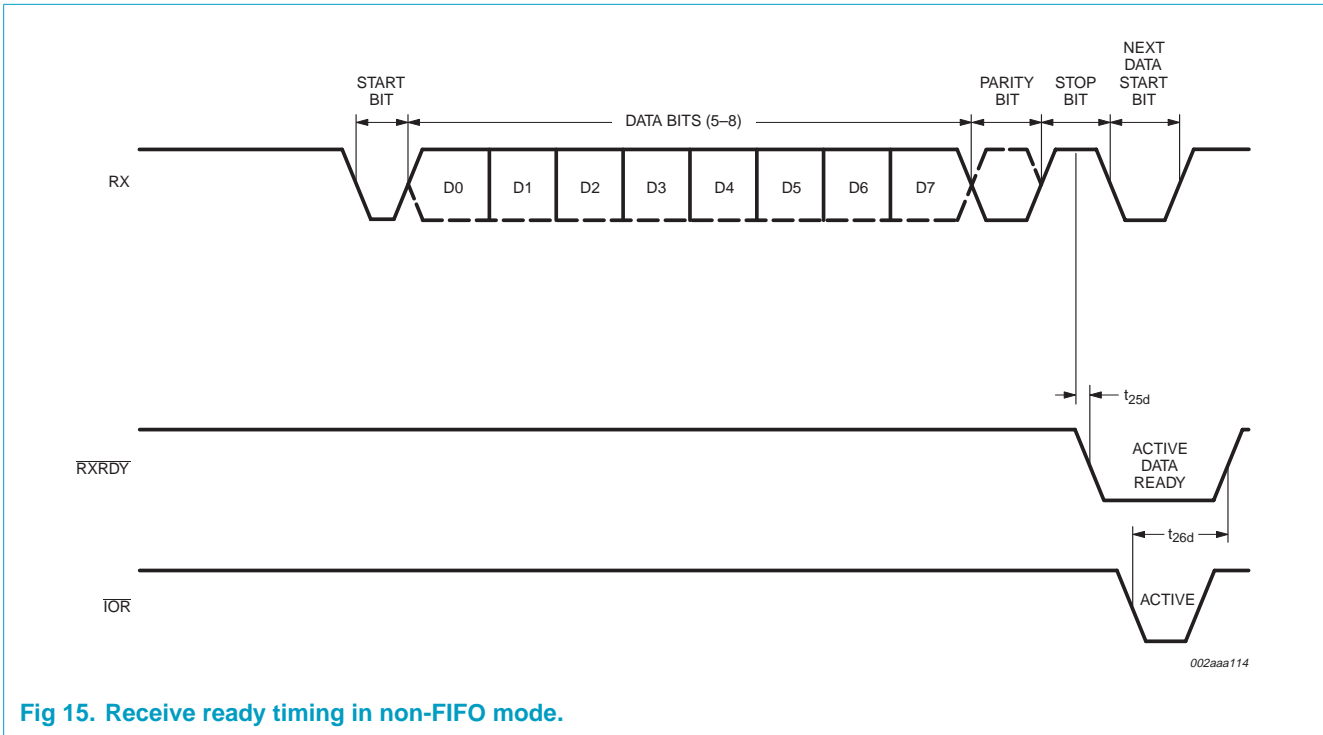 START
BIT
DATA BITS (5–8)
PARITY
BIT
STOP
BIT
NEXT
DATA
START
BIT
RX
D0 D1 D2 D3 D4 D5 D6 D7
t25d
RXRDY
ACTIVE
DATA
READY
t26d
IOR
ACTIVE
002aaa114
Fig 15. Receive ready timing in non-FIFO mode.